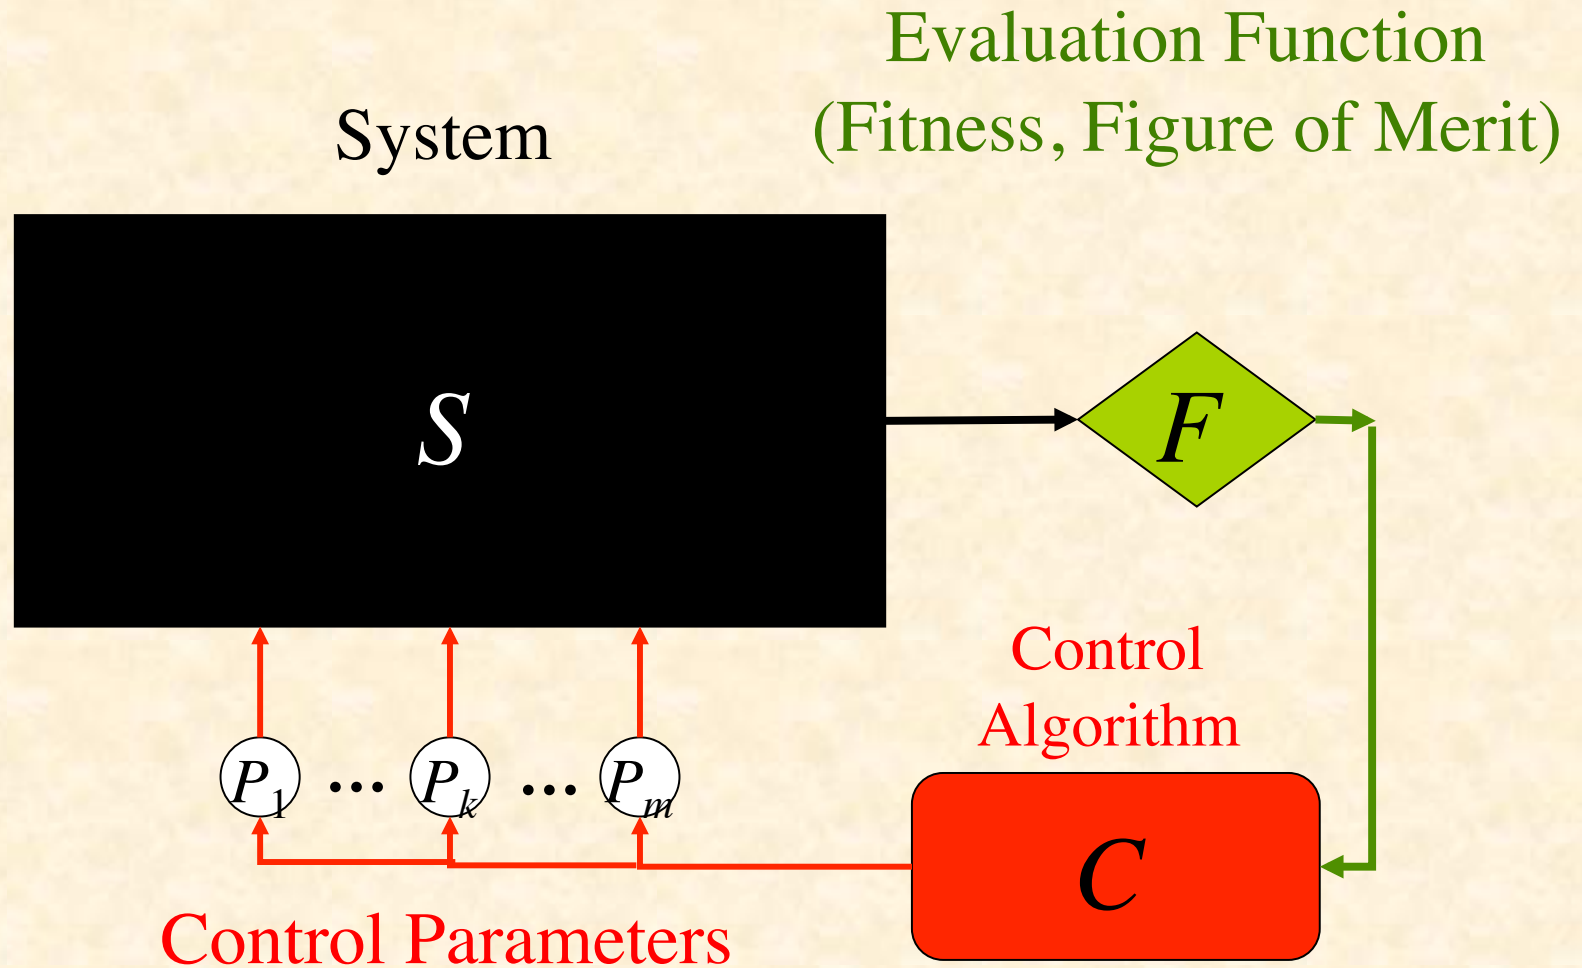 Evaluation Function
(Fitness, Figure of Merit)
System
S
F
Control
Algorithm
P1 ... Pk ... Pm
C
Control Parameters